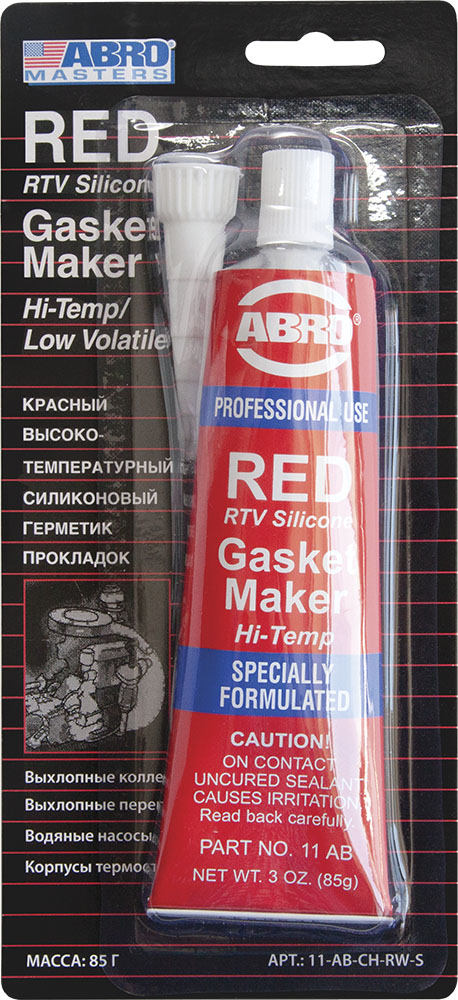 ABRO
MASTERS
RED
RTV Silicone
Gasket
Maker
Hi-Temp/
Low Volatile
КРАСНЫЙ
ВЫСОКО-
ТЕМПЕРАТУРНЫЙ
СИЛИКОНОВЫЙ
ГЕРМЕТИК
ПРОКЛАДОК
Выхлопные
Выхлопные
Водяные насосы
Корпусы
МАССА: 85 Г
ABRO®
PROFESSIONAL USE
RED
RTV Silicone
Gasket
Maker
Hi-Temp
SPECIALLY
FORMULATED
CAUTION!
ON CONTACT
UNCURED SEALANT
CAUSES IRRITATION.
Read back carefully.
PART NO. 11 AB
NET WT. 3 OZ. (85g)
АРТ.: 11-AB-CH-RW-S